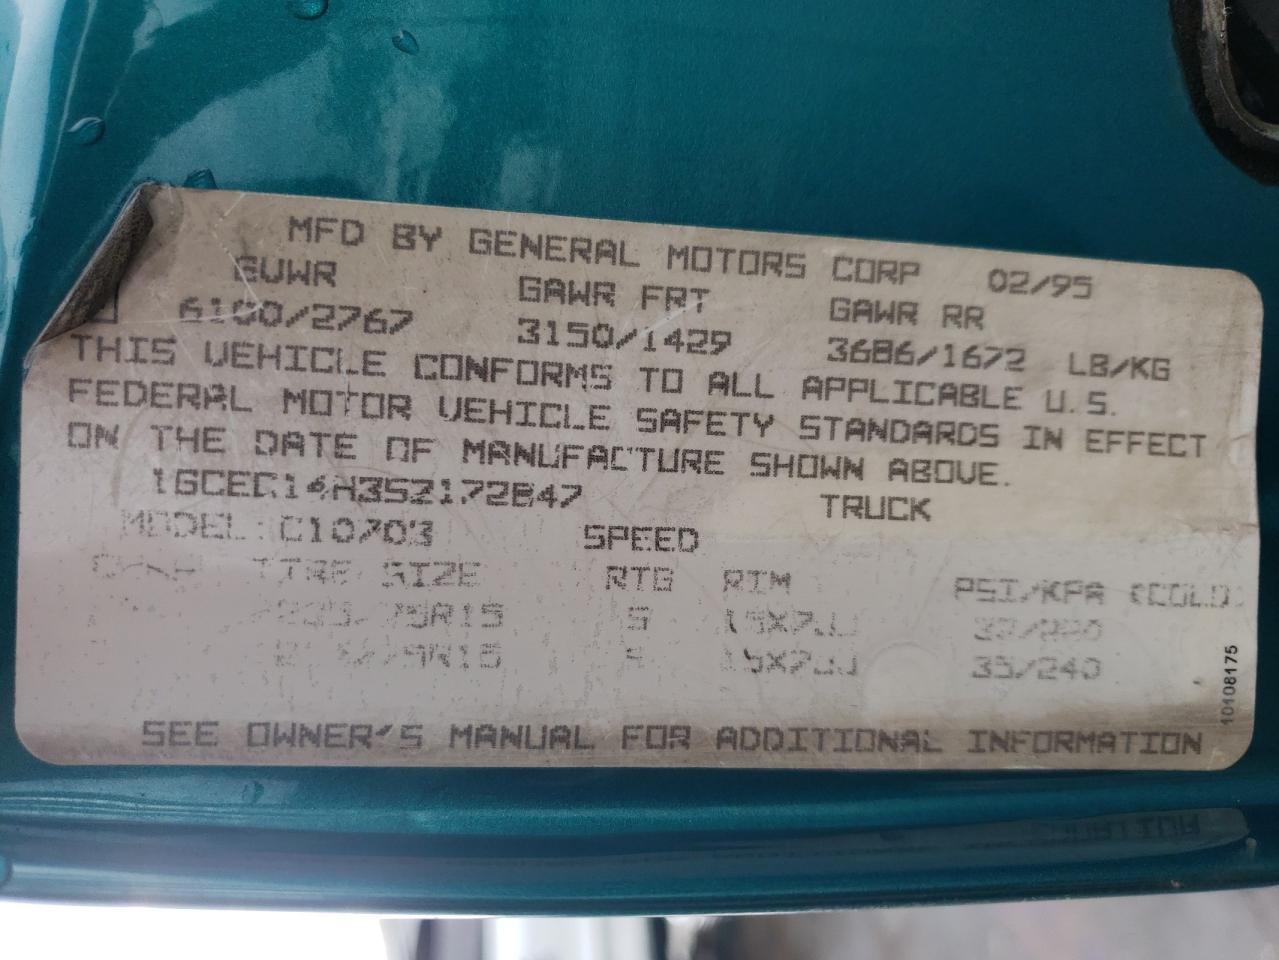 MFD BY GENERAL MOTORS CORP 02/95
GVWR GAWR FRT GAWR RR
6100/2767 3150/1429 3686/1672 LB/KG
THIS VEHICLE CONFORMS TO ALL APPLICABLE U.S.
FEDERAL MOTOR VEHICLE SAFETY STANDARDS IN EFFECT
ON THE DATE OF MANUFACTURE SHOWN ABOVE.
TRUCK
MODEL: C10703 SPEED
TIRE SIZE RTG RIM PSI/KPA (COLD)
S 15X7JJ
15X7JJ 35/240
SEE OWNER'S MANUAL FOR ADDITIONAL INFORMATION
10108175